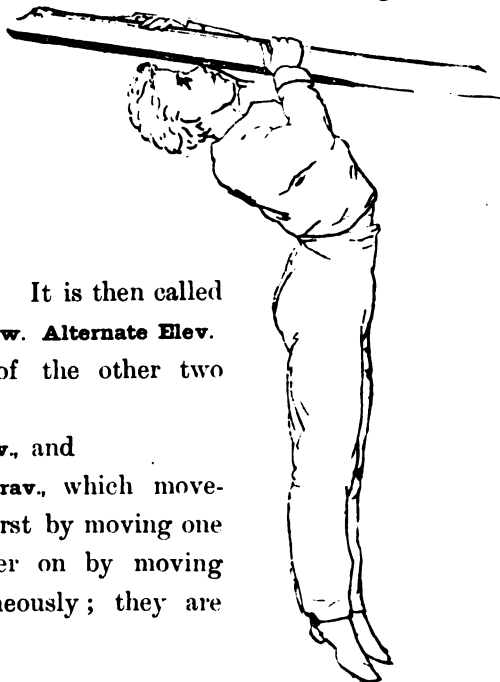 It is then called
w. Alternate Elev.
of the other two
v., and
rav., which move-
rst by moving one
er on by moving
neously; they are